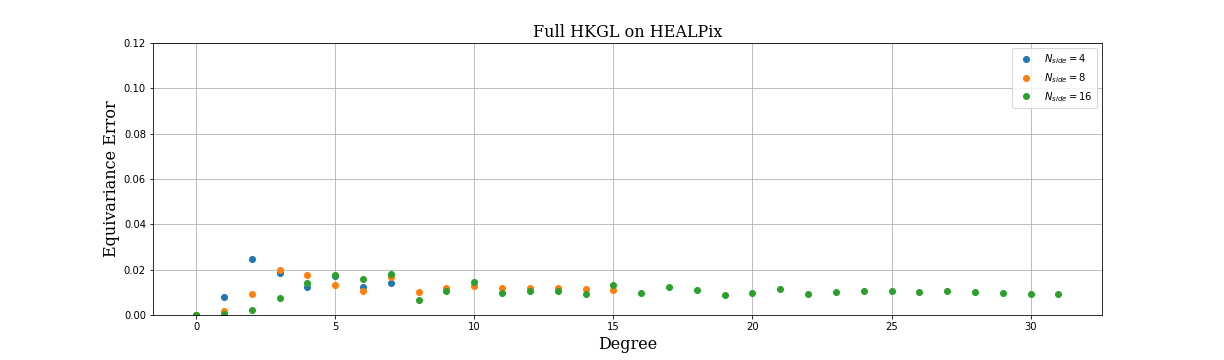 Full HKGL on HEALPix
0.12
0.10
0.08
0.06
0.04
0.02
0.00
Equivariance Error
N_side = 4
N_side = 8
N_side = 16
0 5 10 15 20 25 30
Degree